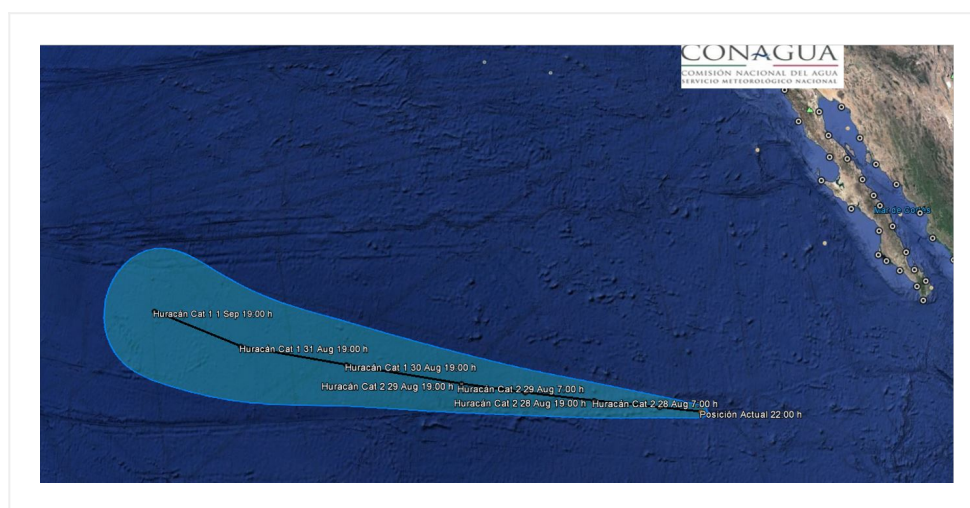 CONAGUA
COMISIÓN NACIONAL DEL AGUA
SERVICIO METEOROLÓGICO NACIONAL
Mar de Cortés
Huracán Cat 1 1 Sep 19:00 h
Huracán Cat 1 31 Aug 19:00 h
Huracán Cat 1 30 Aug 19:00 h
Huracán Cat 2 29 Aug 19:00 h
Huracán Cat 2 29 Aug 7:00 h
Huracán Cat 2 28 Aug 19:00 h
Huracán Cat 2 28 Aug 7:00 h
Posición Actual 22:00 h